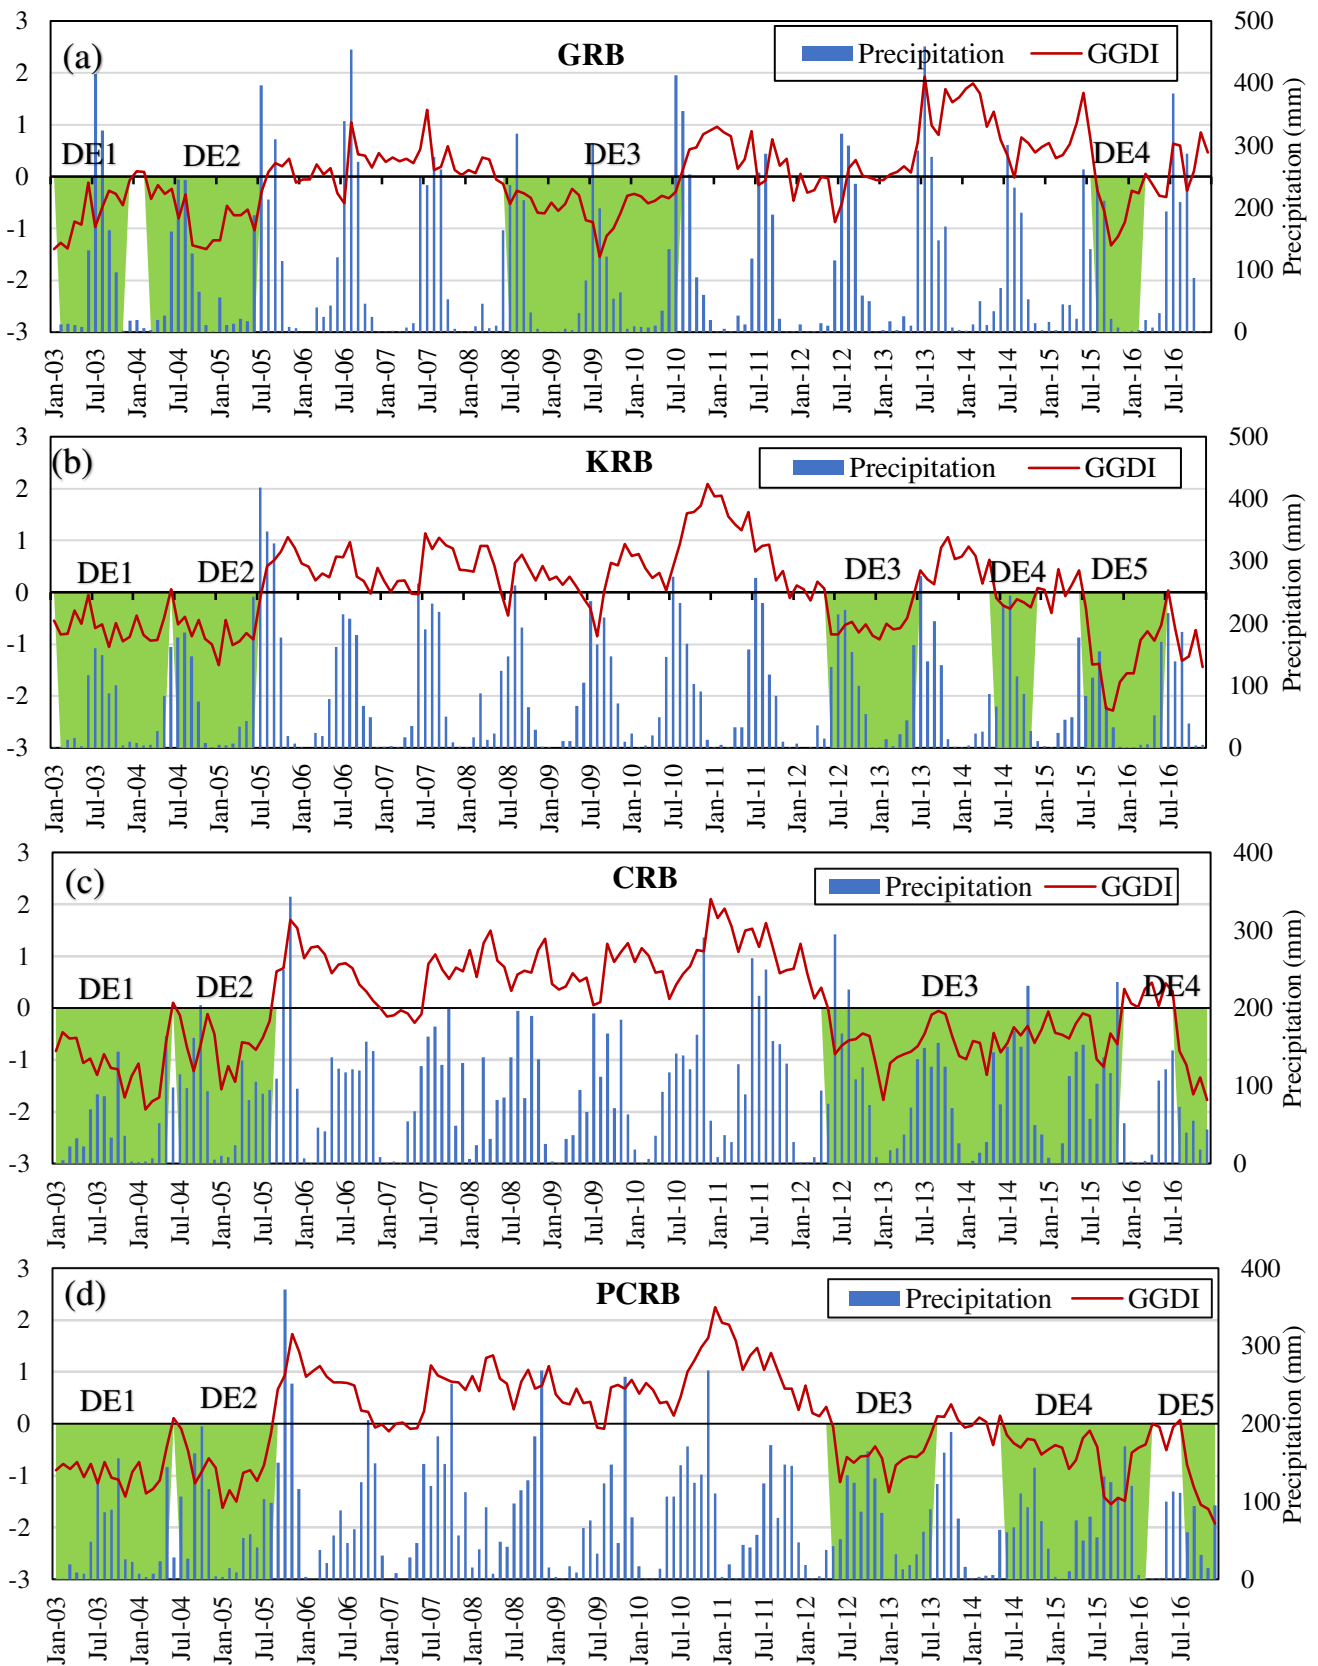 (a)
GRB
Precipitation GGDI
DE1 DE2 DE3 DE4
3
2
1
0
-1
-2
-3
500
400
300
200
100
0
Precipitation (mm)
Jan-03 Jul-03 Jan-04 Jul-04 Jan-05 Jul-05 Jan-06 Jul-06 Jan-07 Jul-07 Jan-08 Jul-08 Jan-09 Jul-09 Jan-10 Jul-10 Jan-11 Jul-11 Jan-12 Jul-12 Jan-13 Jul-13 Jan-14 Jul-14 Jan-15 Jul-15 Jan-16 Jul-16
(b)
KRB
Precipitation GGDI
DE1 DE2 DE3 DE4 DE5
3
2
1
0
-1
-2
-3
500
400
300
200
100
0
Precipitation (mm)
Jan-03 Jul-03 Jan-04 Jul-04 Jan-05 Jul-05 Jan-06 Jul-06 Jan-07 Jul-07 Jan-08 Jul-08 Jan-09 Jul-09 Jan-10 Jul-10 Jan-11 Jul-11 Jan-12 Jul-12 Jan-13 Jul-13 Jan-14 Jul-14 Jan-15 Jul-15 Jan-16 Jul-16
(c)
CRB
Precipitation GGDI
DE1 DE2 DE3 DE4
3
2
1
0
-1
-2
-3
400
300
200
100
0
Precipitation (mm)
Jan-03 Jul-03 Jan-04 Jul-04 Jan-05 Jul-05 Jan-06 Jul-06 Jan-07 Jul-07 Jan-08 Jul-08 Jan-09 Jul-09 Jan-10 Jul-10 Jan-11 Jul-11 Jan-12 Jul-12 Jan-13 Jul-13 Jan-14 Jul-14 Jan-15 Jul-15 Jan-16 Jul-16
(d)
PCRB
Precipitation GGDI
DE1 DE2 DE3 DE4 DE5
3
2
1
0
-1
-2
-3
400
300
200
100
0
Precipitation (mm)
Jan-03 Jul-03 Jan-04 Jul-04 Jan-05 Jul-05 Jan-06 Jul-06 Jan-07 Jul-07 Jan-08 Jul-08 Jan-09 Jul-09 Jan-10 Jul-10 Jan-11 Jul-11 Jan-12 Jul-12 Jan-13 Jul-13 Jan-14 Jul-14 Jan-15 Jul-15 Jan-16 Jul-16